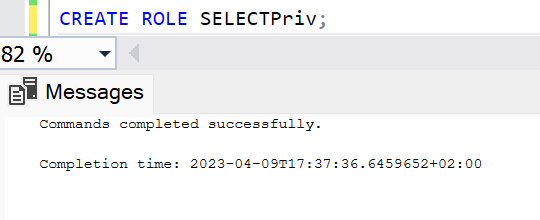 CREATE ROLE SELECTPriv;
82 %
Messages
Commands completed successfully.
Completion time: 2023-04-09T17:37:36.6459652+02:00